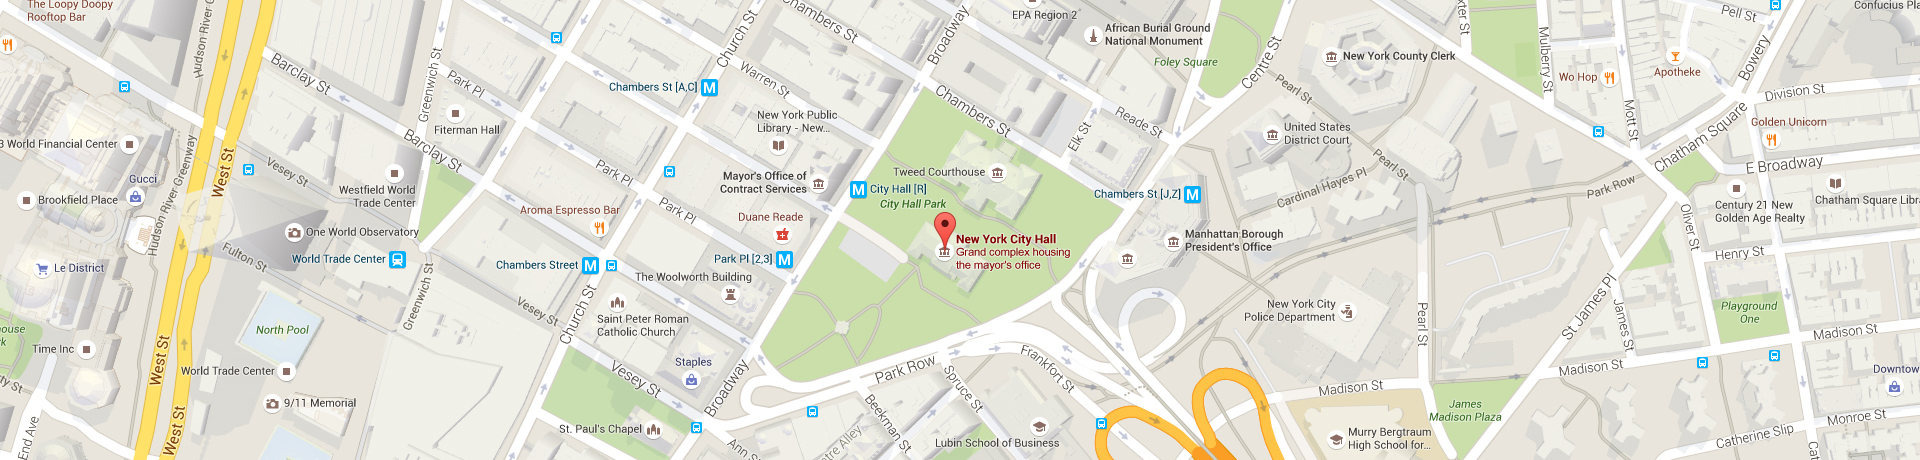 The Loopy Doopy
Rooftop Bar
Hudson River Greenway
Barclay St
Greenwich St
Park Pl
Church St
Chambers St
Broadway
EPA Region 2
African Burial Ground
National Monument
Foley Square
Centre St
New York County Clerk
Mulberry St
Wo Hop
Pell St
Apotheke
Bowery
Confucius Pla
Chambers St [A,C]
Warren St
Fiterman Hall
New York Public
Library - New...
Chambers St
Reade St
Elk St
Pearl St
United States
District Court
Mott St
Division St
Golden Unicorn
Chatham Square
E Broadway
3 World Financial Center
West St
Vesey St
Barclay St
Park Pl
Mayor's Office of
Contract Services
Tweed Courthouse
City Hall [R]
City Hall Park
Chambers St [J,Z]
Cardinal Hayes Pl
Pearl St
Park Row
Gucci
Brookfield Place
Westfield World
Trade Center
Aroma Espresso Bar
Park Pl
Duane Reade
Century 21 New
Golden Age Realty
Chatham Square Libra
Oliver St
Hudson River Greenway
One World Observatory
Fulton St
World Trade Center
Le District
Chambers Street
Park Pl [2,3]
The Woolworth Building
New York City Hall
Grand complex housing
the mayor's office
Manhattan Borough
President's Office
Henry St
Greenwich St
Vesey St
Church St
Saint Peter Roman
Catholic Church
New York City
Police Department
Pearl St
St James Pl
James St
Playground
One
Madison St
North Pool
Time Inc
West St
World Trade Center
Staples
Vesey St
Broadway
Park Row
Frankfort St
Spruce St
Madison St
Madison St
Downtow
9/11 Memorial
West St
End Ave
St. Paul's Chapel
Ann St
Beekman St
Lubin School of Business
Murry Bergtraum
High School for...
James
Madison Plaza
Catherine Slip
Monroe St